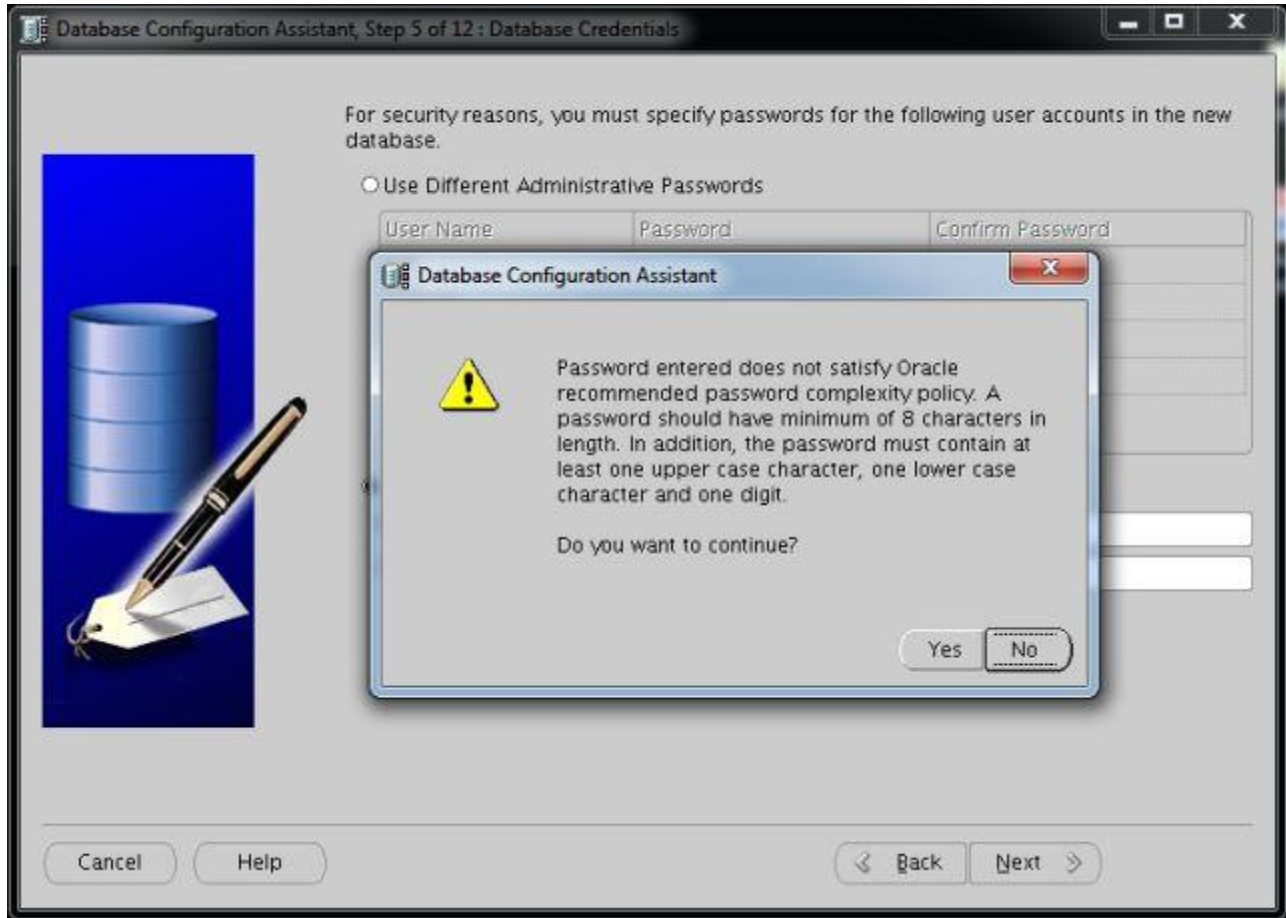 Database Configuration Assistant, Step 5 of 12 : Database Credentials
For security reasons, you must specify passwords for the following user accounts in the new
database.
Use Different Administrative Passwords
User Name Password Confirm Password
Database Configuration Assistant
Password entered does not satisfy Oracle
recommended password complexity policy. A
password should have minimum of 8 characters in
length. In addition, the password must contain at
least one upper case character, one lower case
character and one digit.
Do you want to continue?
Yes No
Cancel Help Back Next